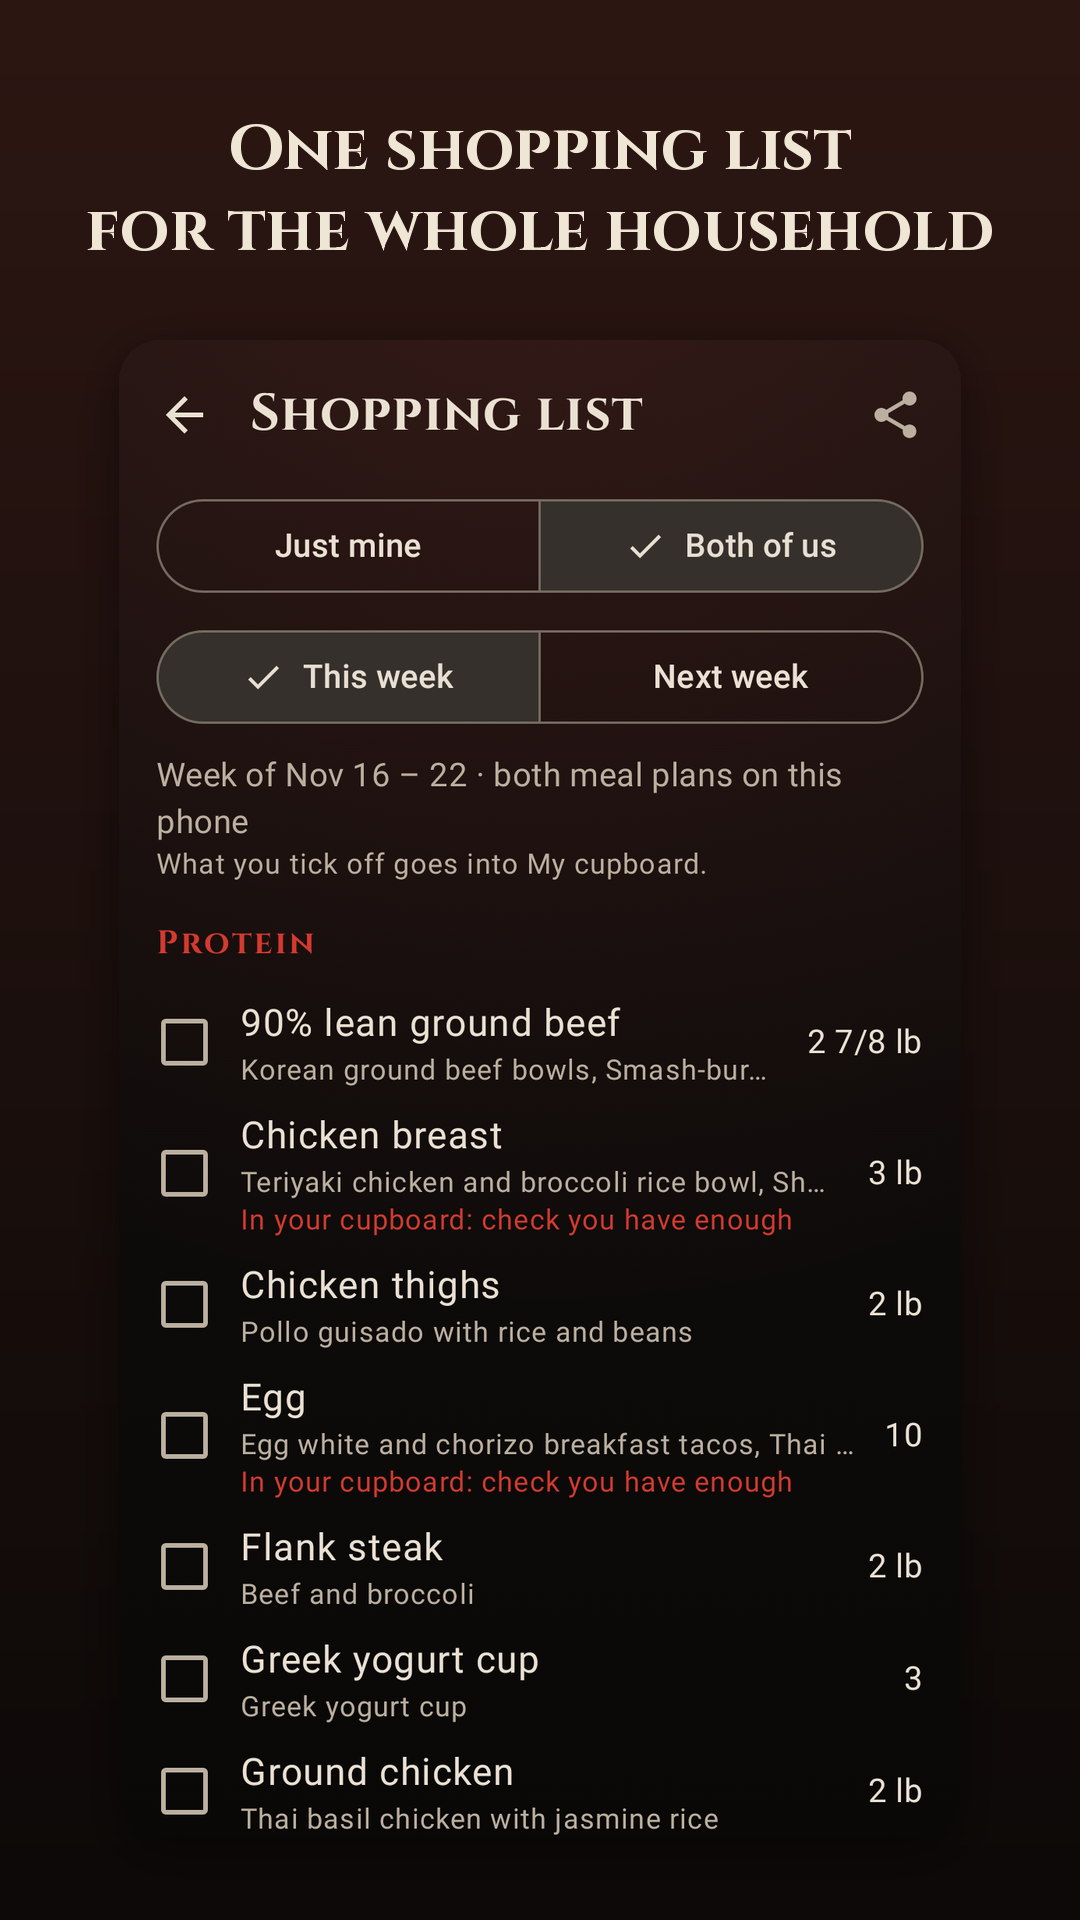 One shopping list
for the whole household
Shopping list
Just mine
Both of us
This week
Next week
Week of Nov 16 – 22 · both meal plans on this
phone
What you tick off goes into My cupboard.
Protein
90% lean ground beef
2 7/8 lb
Korean ground beef bowls, Smash-bur…
Chicken breast
Teriyaki chicken and broccoli rice bowl, Sh…
3 lb
In your cupboard: check you have enough
Chicken thighs
2 lb
Pollo guisado with rice and beans
Egg
Egg white and chorizo breakfast tacos, Thai …
10
In your cupboard: check you have enough
Flank steak
2 lb
Beef and broccoli
Greek yogurt cup
3
Greek yogurt cup
Ground chicken
2 lb
Thai basil chicken with jasmine rice